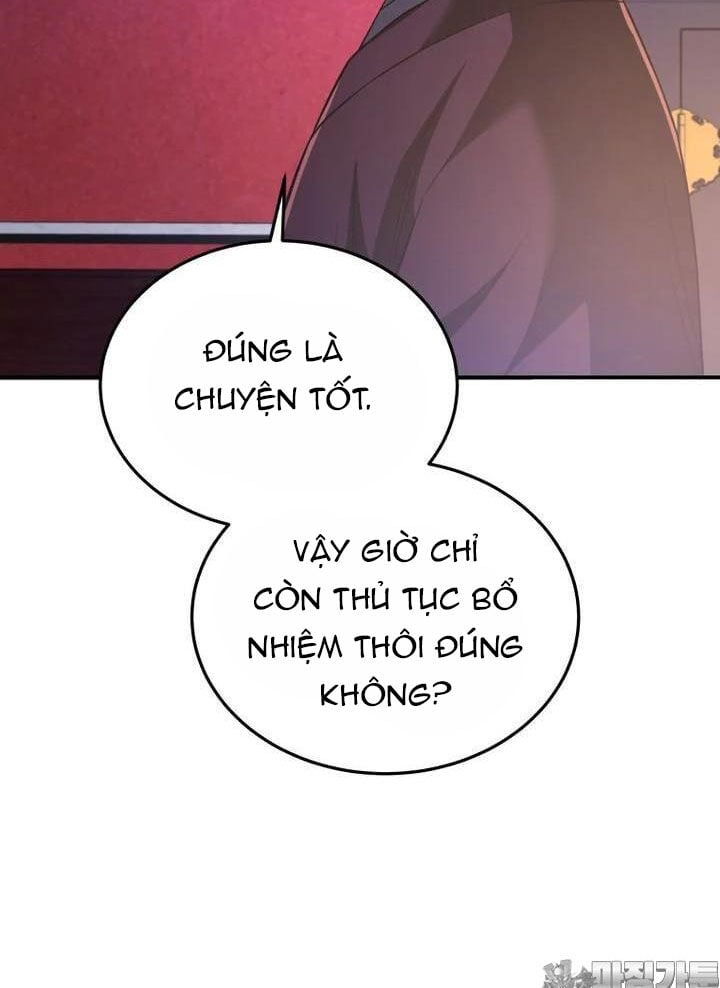 ĐÚNG LÀ
CHUYỆN TỐT.
VẬY GIỜ CHỈ
CÒN THỦ TỤC BỔ
NHIỆM THÔI ĐÚNG
KHÔNG?